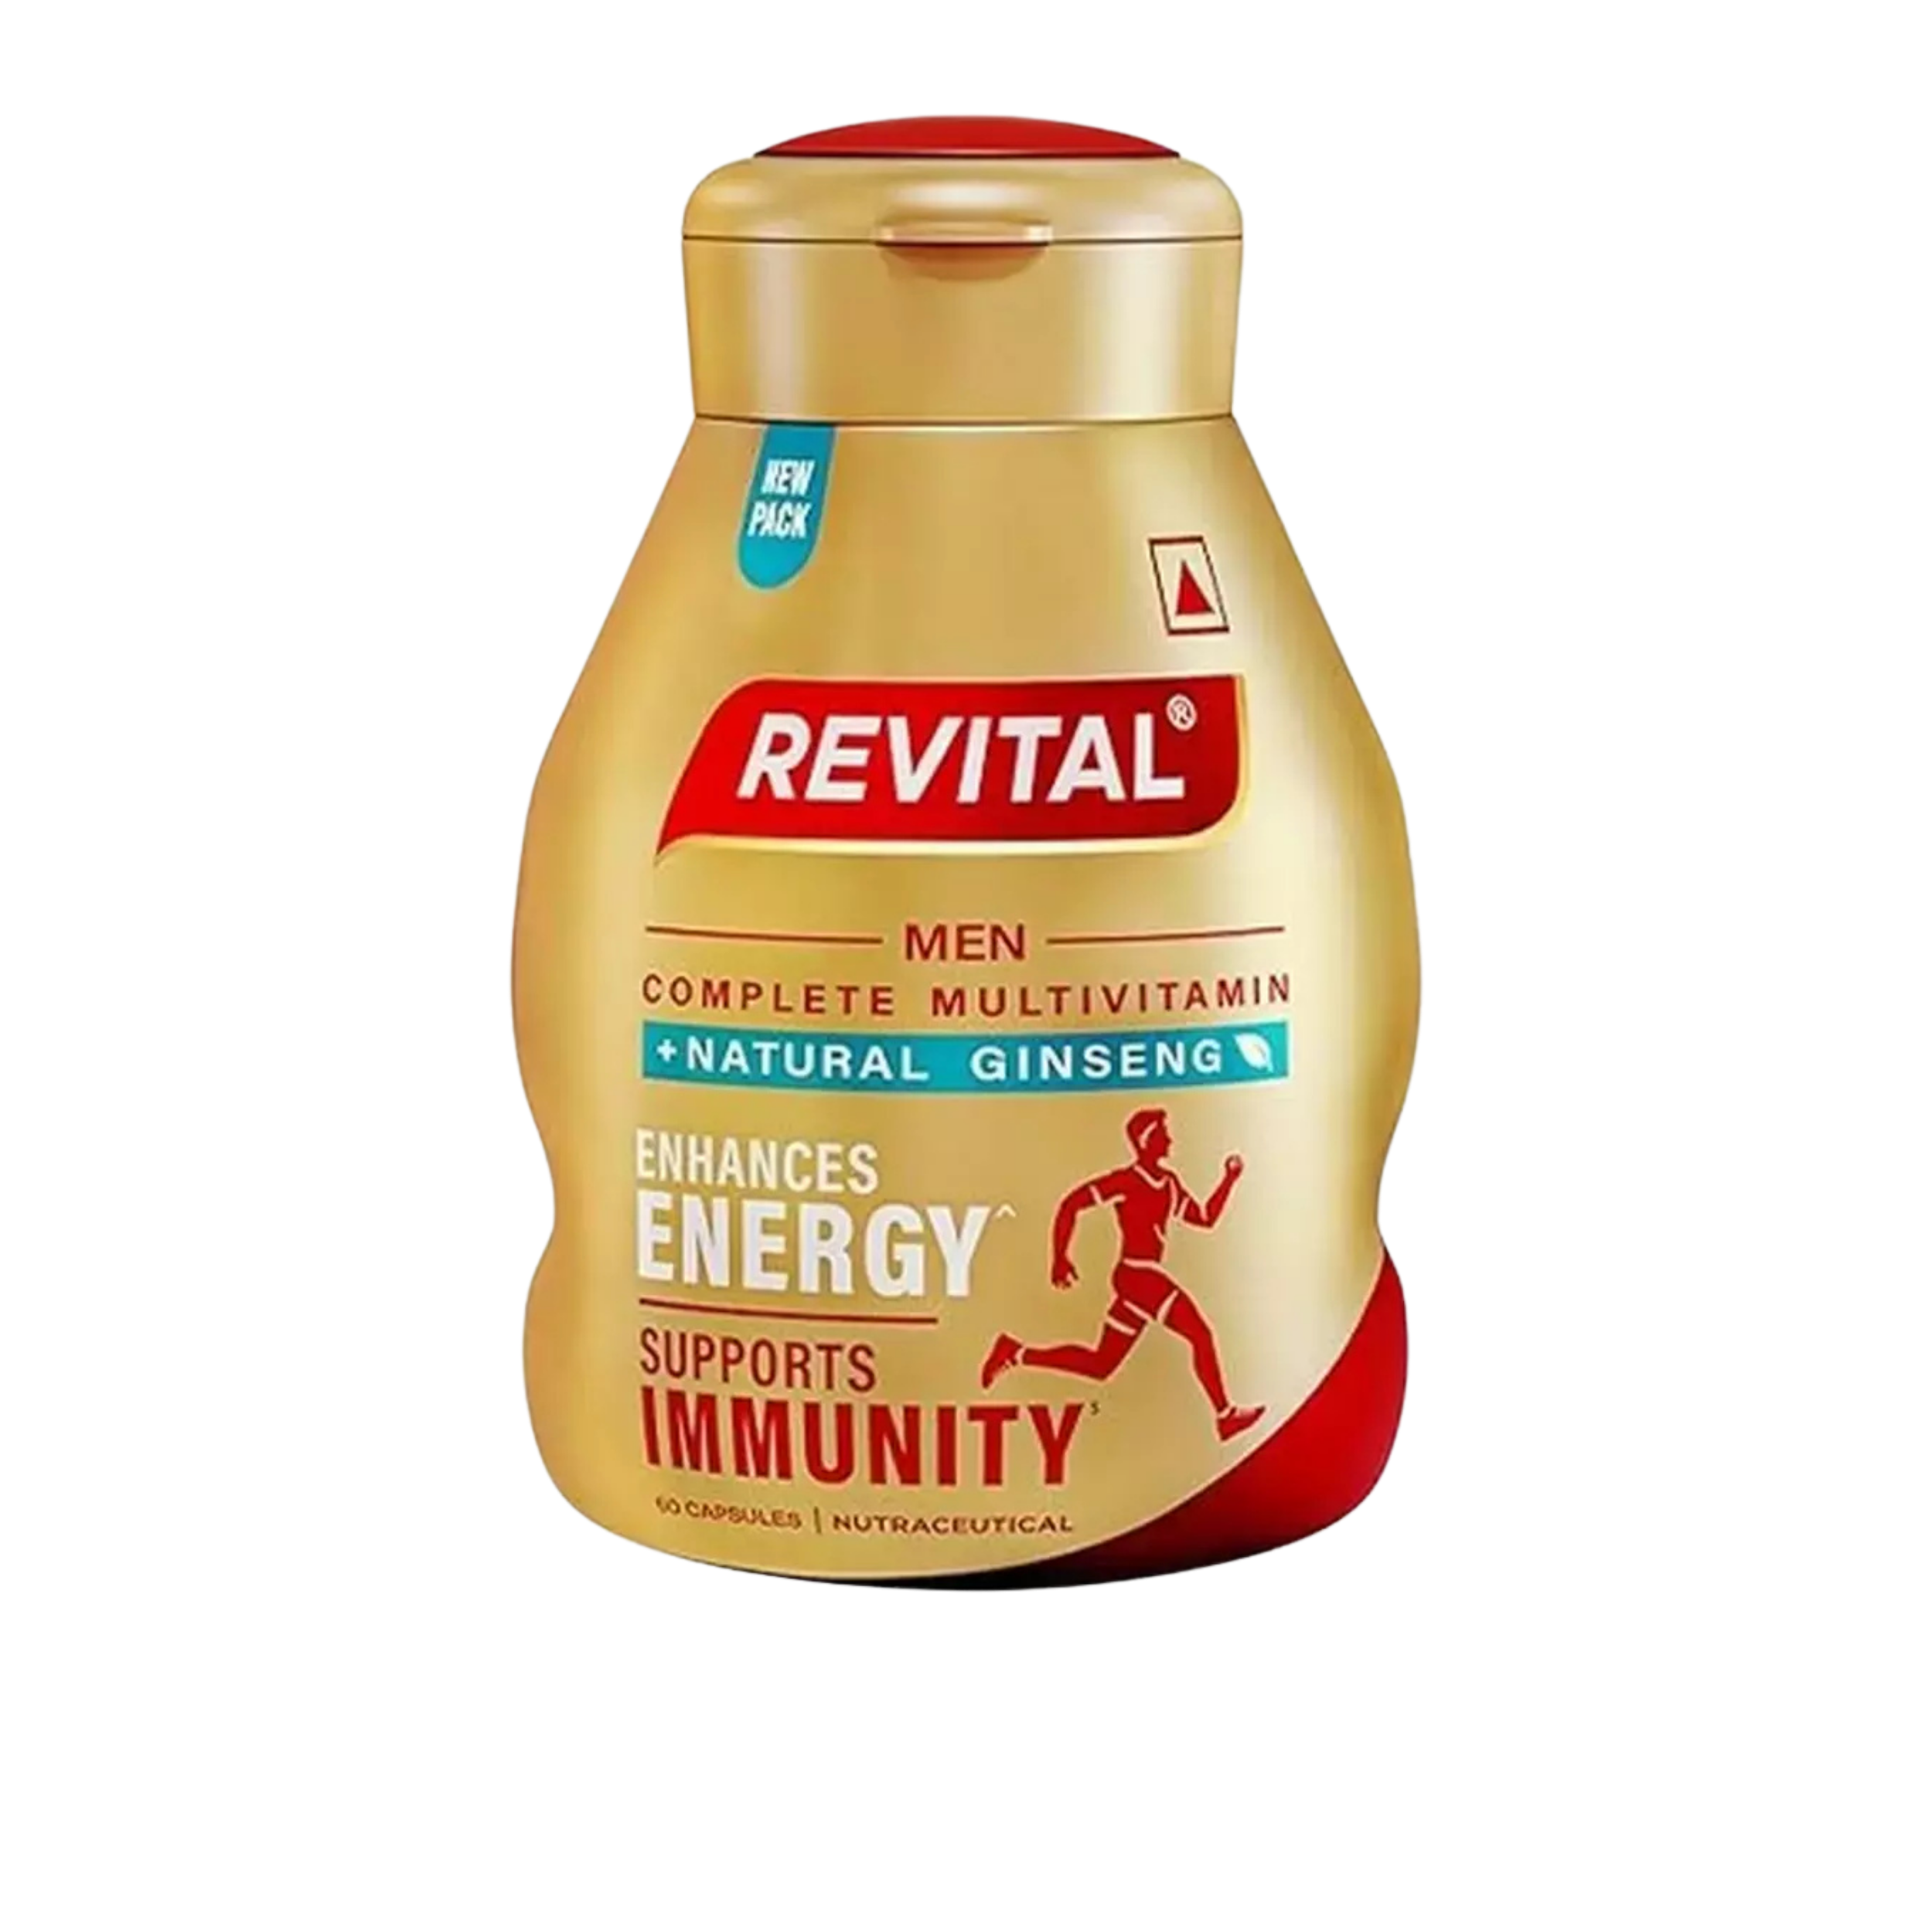 NEW
PACK
REVITAL®
MEN
COMPLETE MULTIVITAMIN
+NATURAL GINSENG
ENHANCES
ENERGY^
SUPPORTS
IMMUNITY$
60 CAPSULES | NUTRACEUTICAL